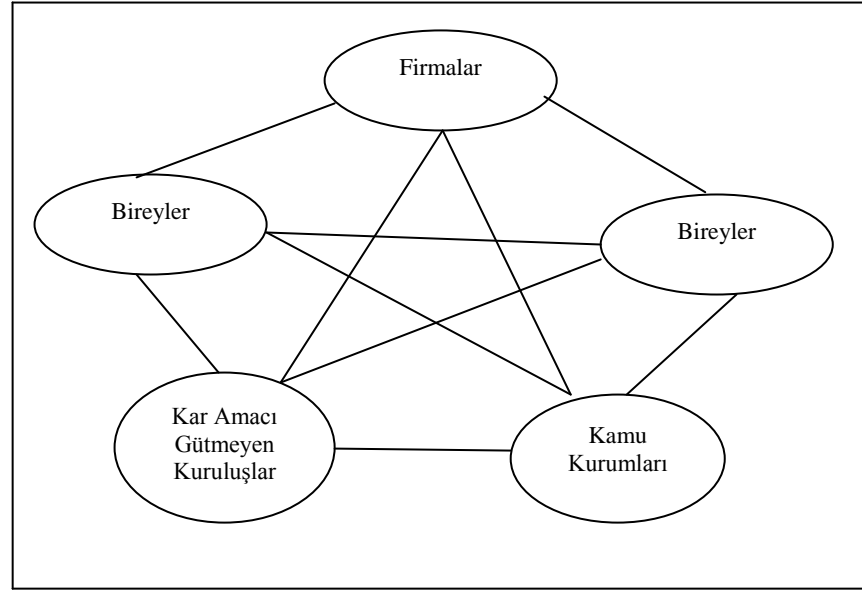 Firmalar
Bireyler
Bireyler
Kar Amacı
Gütmeyen
Kuruluşlar
Kamu
Kurumları